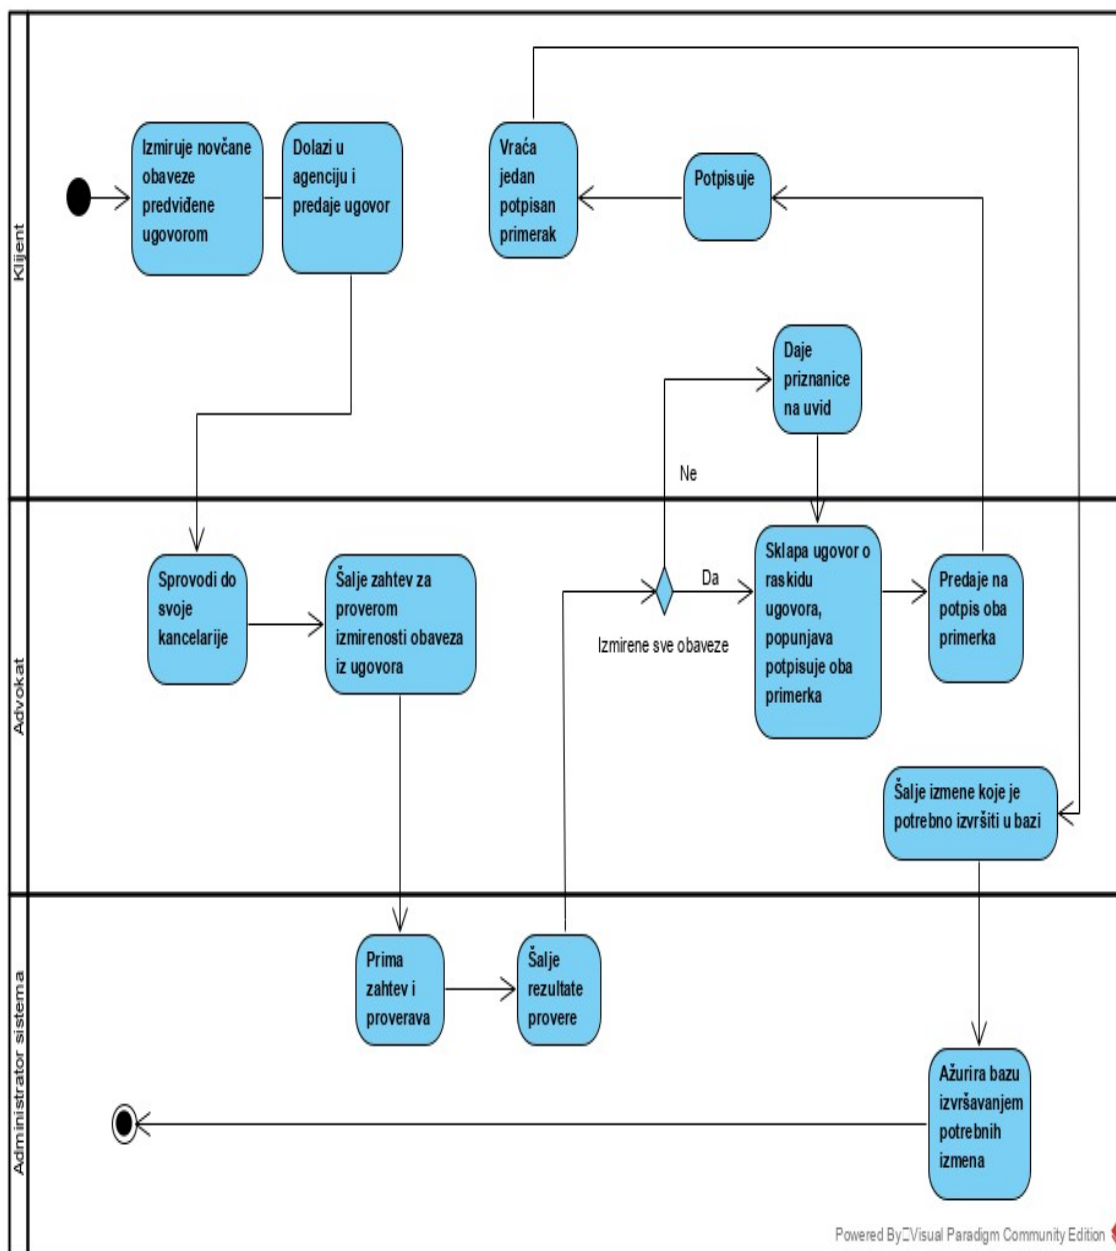 Klijent
Izmiruje novčane
obaveze
predviđene
ugovorom
Dolazi u
agenciju i
predaje ugovor
Vraća
jedan
potpisan
primerak
Potpisuje
Daje
priznanice
na uvid
Ne
Advokat
Sprovodi do
svoje
kancelarije
Šalje zahtev za
proverom
izmirenosti obaveza
iz ugovora
Da
Izmirene sve obaveze
Sklapa ugovor o
raskidu
ugovora,
popunjava
potpisuje oba
primerka
Predaje na
potpis oba
primerka
Šalje izmene koje je
potrebno izvršiti u bazi
Administrator sistema
Prima
zahtev i
proverava
Šalje
rezultate
provere
Ažurira bazu
izvršavanjem
potrebnih
izmena
Powered By Visual Paradigm Community Edition